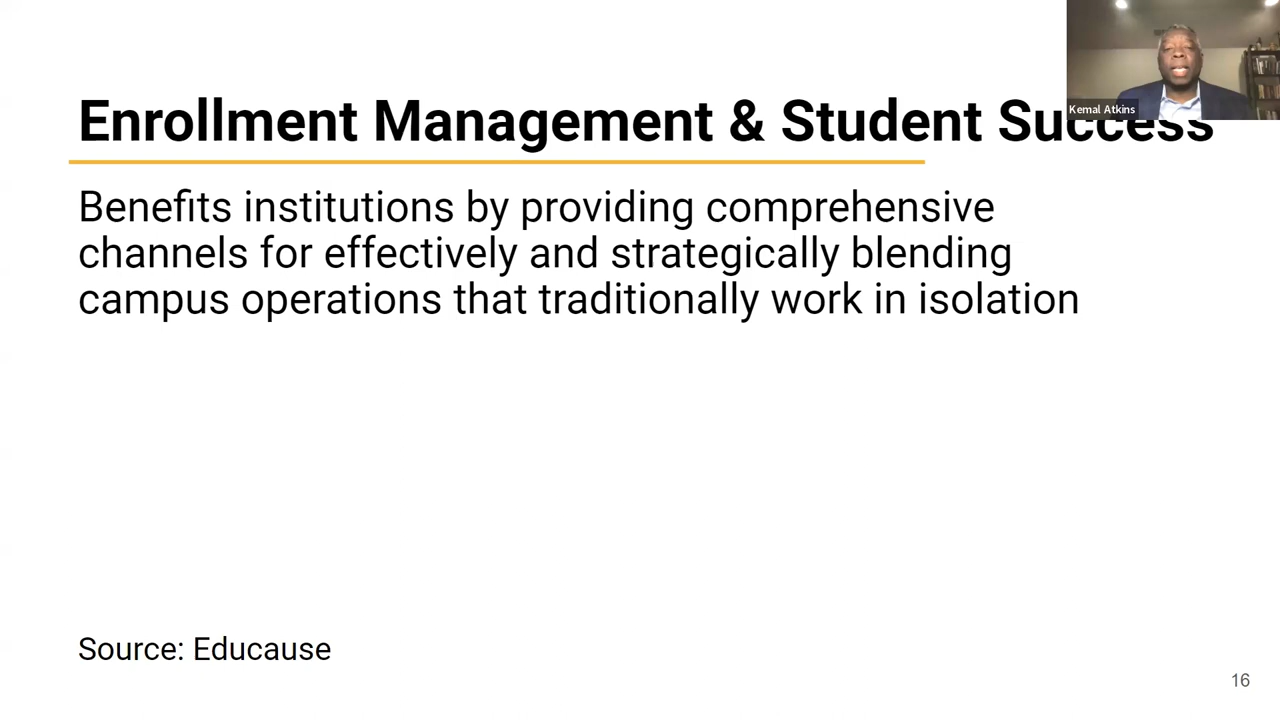 Kemal Atkins
Enrollment Management & Student Success
Benefits institutions by providing comprehensive
channels for effectively and strategically blending
campus operations that traditionally work in isolation
Source: Educause
16